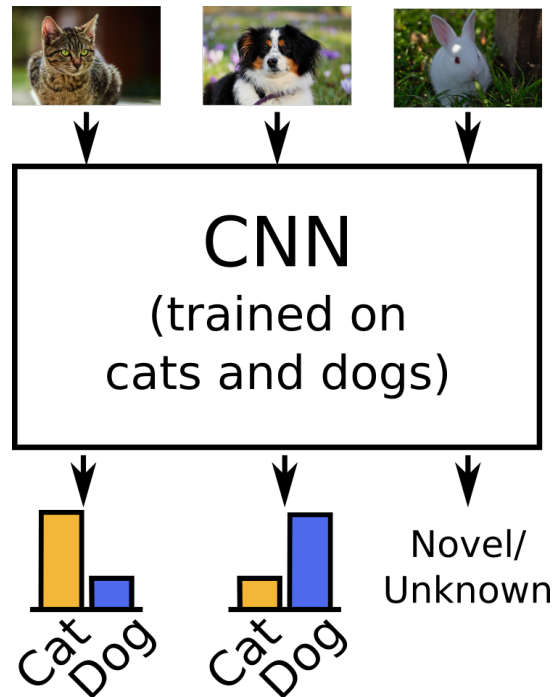 CNN
(trained on
cats and dogs)
Cat
Dog
Cat
Dog
Novel/
Unknown